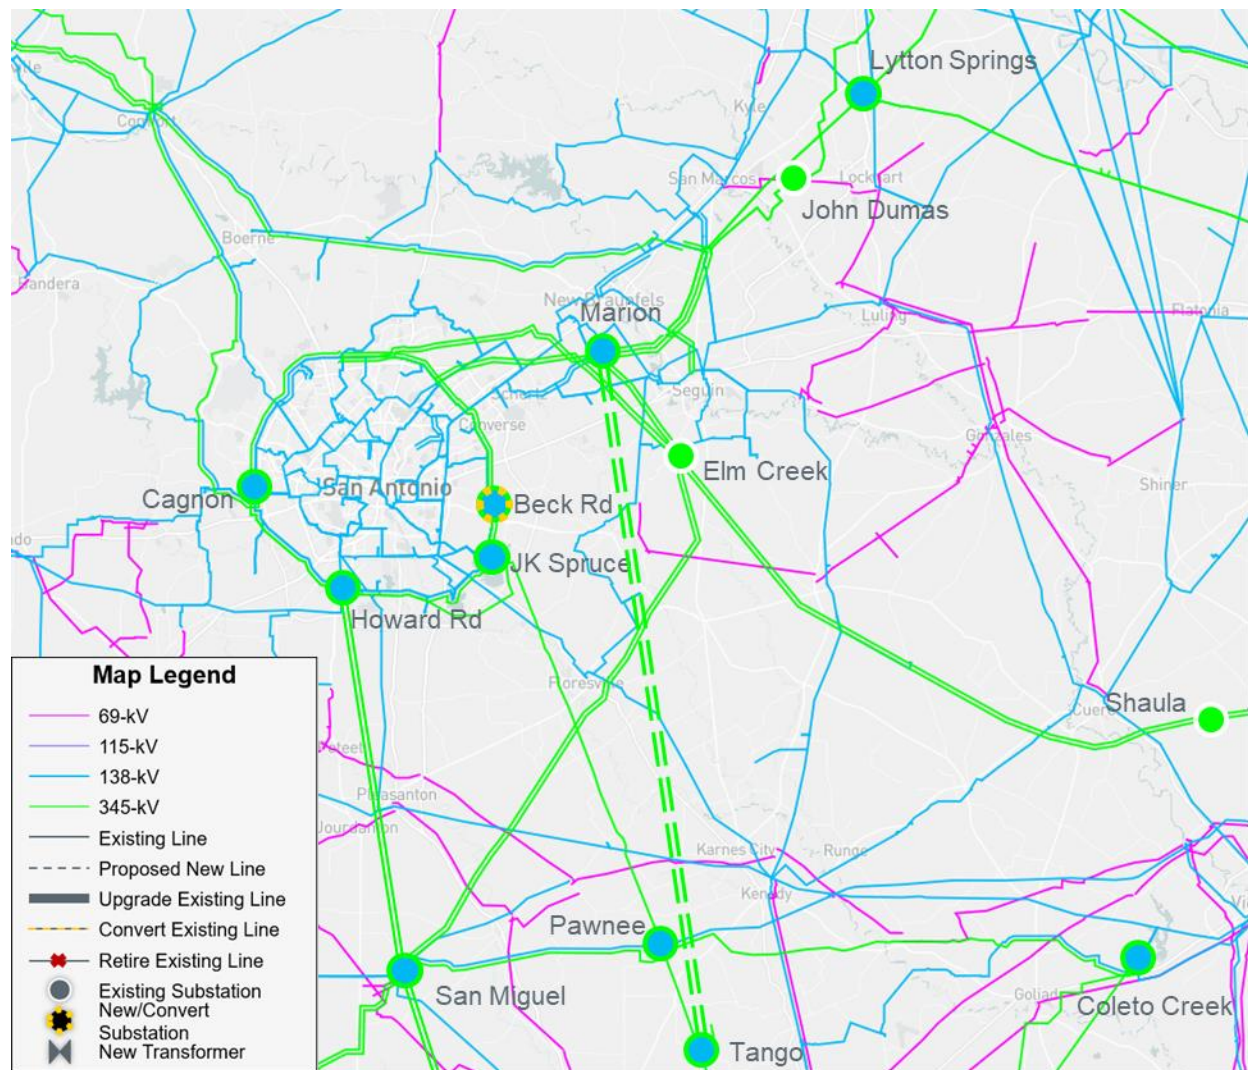 Lytton Springs
Kyle
Comfort
San Marcos
Lockhart
John Dumas
Boerne
Bandera
New Braunfels
Marion
Luling
Flatonia
Schertz
Seguin
Converse
Gonzales
Elm Creek
San Antonio
Cagnon
Shiner
Beck Rd
JK Spruce
Howard Rd
Floresville
Shaula
Cuero
Map Legend
69-kV
115-kV
138-kV
345-kV
Existing Line
Proposed New Line
Upgrade Existing Line
Convert Existing Line
Retire Existing Line
Existing Substation
New/Convert
Substation
New Transformer
Poteet
Pleasanton
Jourdanton
Karnes City
Runge
Kenedy
Pawnee
San Miguel
Goliad
Coleto Creek
Tango